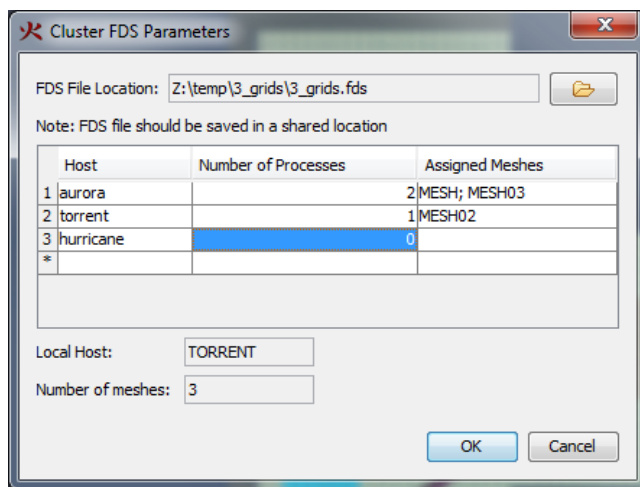 火 Cluster FDS Parameters
FDS File Location: Z:\temp\3_grids\3_grids.fds
Note: FDS file should be saved in a shared location
Host Number of Processes Assigned Meshes
1 aurora 2 MESH; MESH03
2 torrent 1 MESH02
3 hurricane 0
*
Local Host: TORRENT
Number of meshes: 3
OK Cancel